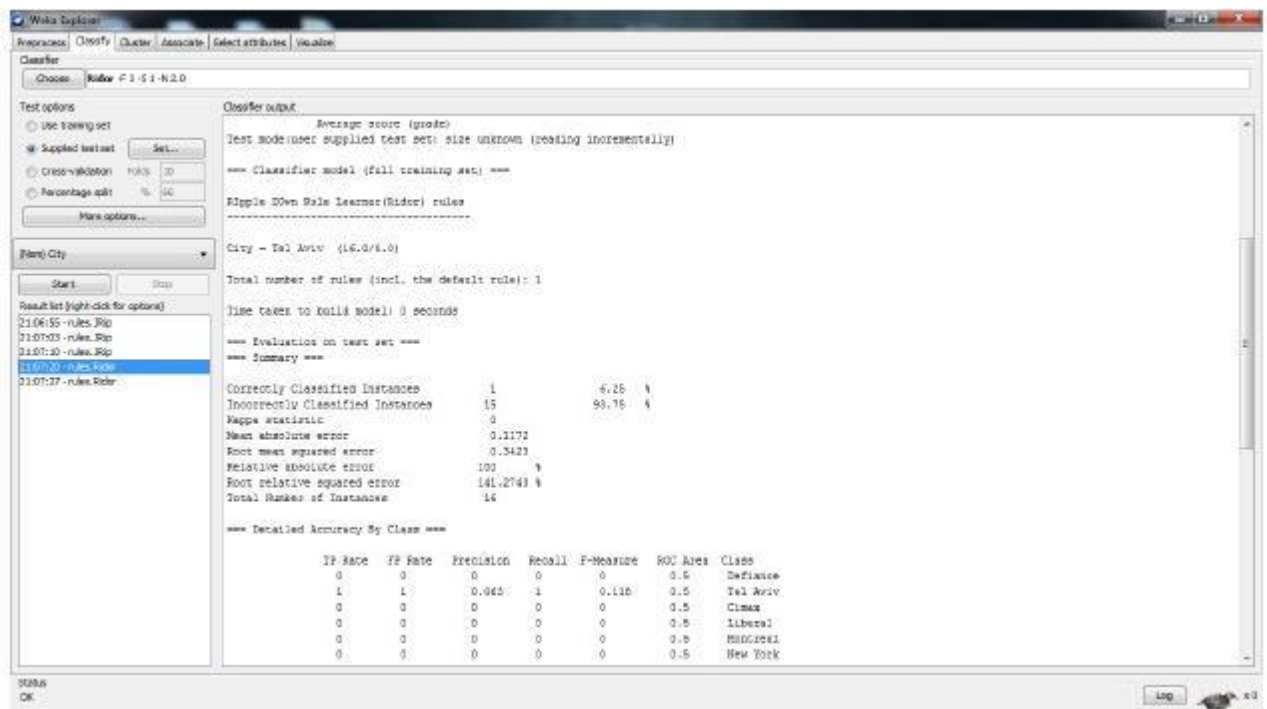 Weka Explorer
Preprocess Classify Cluster Associate Select attributes Visualize
Classifier
Choose Ridor -F 3 -S 1 -N 2.0
Test options
Use training set
Supplied test set Set...
Cross-validation Folds 10
Percentage split % 66
More options...
(Nom) City
Start Stop
Result list (right-click for options)
21:06:55 - rules.JRip
21:07:03 - rules.JRip
21:07:10 - rules.JRip
21:07:20 - rules.Ridor
21:07:37 - rules.Ridor
Classifier output
Average score (grade)
Test mode:user supplied test set: size unknown (reading incrementally)
=== Classifier model (full training set) ===
RIpple DOwn Rule Learner(Ridor) rules
--------------------------------------
City = Tel Aviv (16.0/6.0)
Total number of rules (incl. the default rule): 1
Time taken to build model: 0 seconds
=== Evaluation on test set ===
=== Summary ===
Correctly Classified Instances 1 6.25 %
Incorrectly Classified Instances 15 93.75 %
Kappa statistic 0
Mean absolute error 0.1172
Root mean squared error 0.3423
Relative absolute error 100 %
Root relative squared error 141.2743 %
Total Number of Instances 16
=== Detailed Accuracy By Class ===
TP Rate FP Rate Precision Recall F-Measure ROC Area Class
0 0 0 0 0 0.5 Defiance
1 1 0.063 1 0.118 0.5 Tel Aviv
0 0 0 0 0 0.5 Cimax
0 0 0 0 0 0.5 Liberal
0 0 0 0 0 0.5 Montreal
0 0 0 0 0 0.5 New York
Status
OK
Log x 0